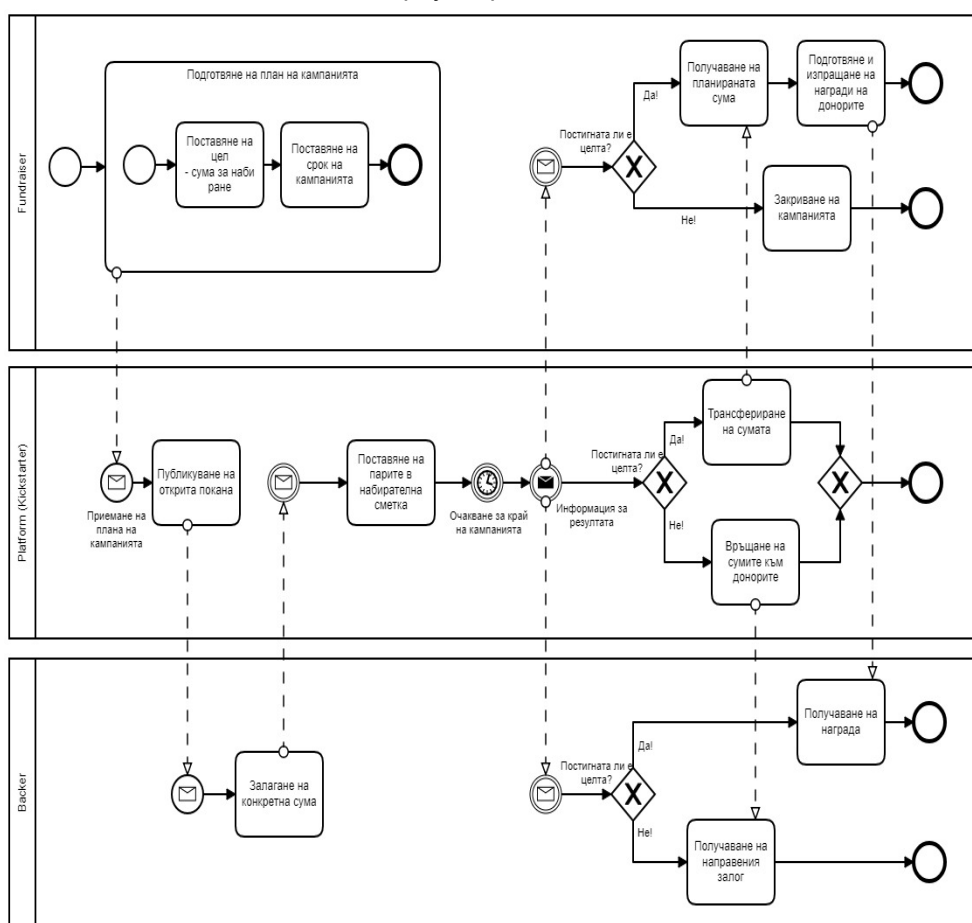 Fundraiser
Подготвяне на план на кампанията
Поставяне на
цел
- сума за наби
ране
Поставяне на
срок на
кампанията
Постигната ли е
целта?
Да!
Не!
Получаване на
планираната
сума
Подготвяне и
изпращане на
награди на
донорите
Закриване на
кампанията
Platform (Kickstarter)
Приемане на
плана на
кампанията
Публикуване на
открита покана
Поставяне на
парите в
набирателна
сметка
Очакване за край
на кампанията
Информация за
резултата
Постигната ли е
целта?
Да!
Не!
Трансфериране
на сумата
Връщане на
сумите към
донорите
Backer
Залагане на
конкретна сума
Постигната ли е
целта?
Да!
Не!
Получаване на
награда
Получаване на
направения
залог